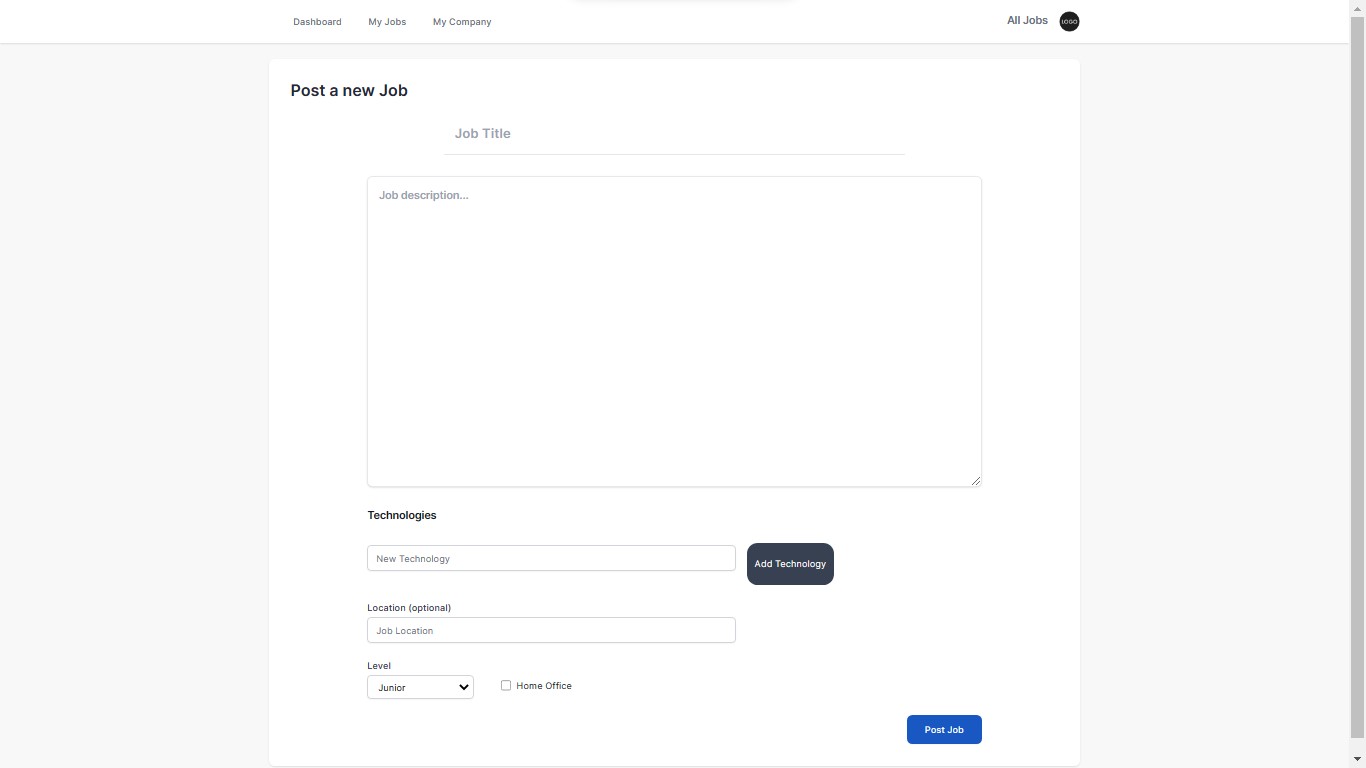 Dashboard My Jobs My Company All Jobs LOGO
Post a new Job
Job Title
Job description...
Technologies
New Technology Add Technology
Location (optional)
Job Location
Level
Junior Home Office
Post Job